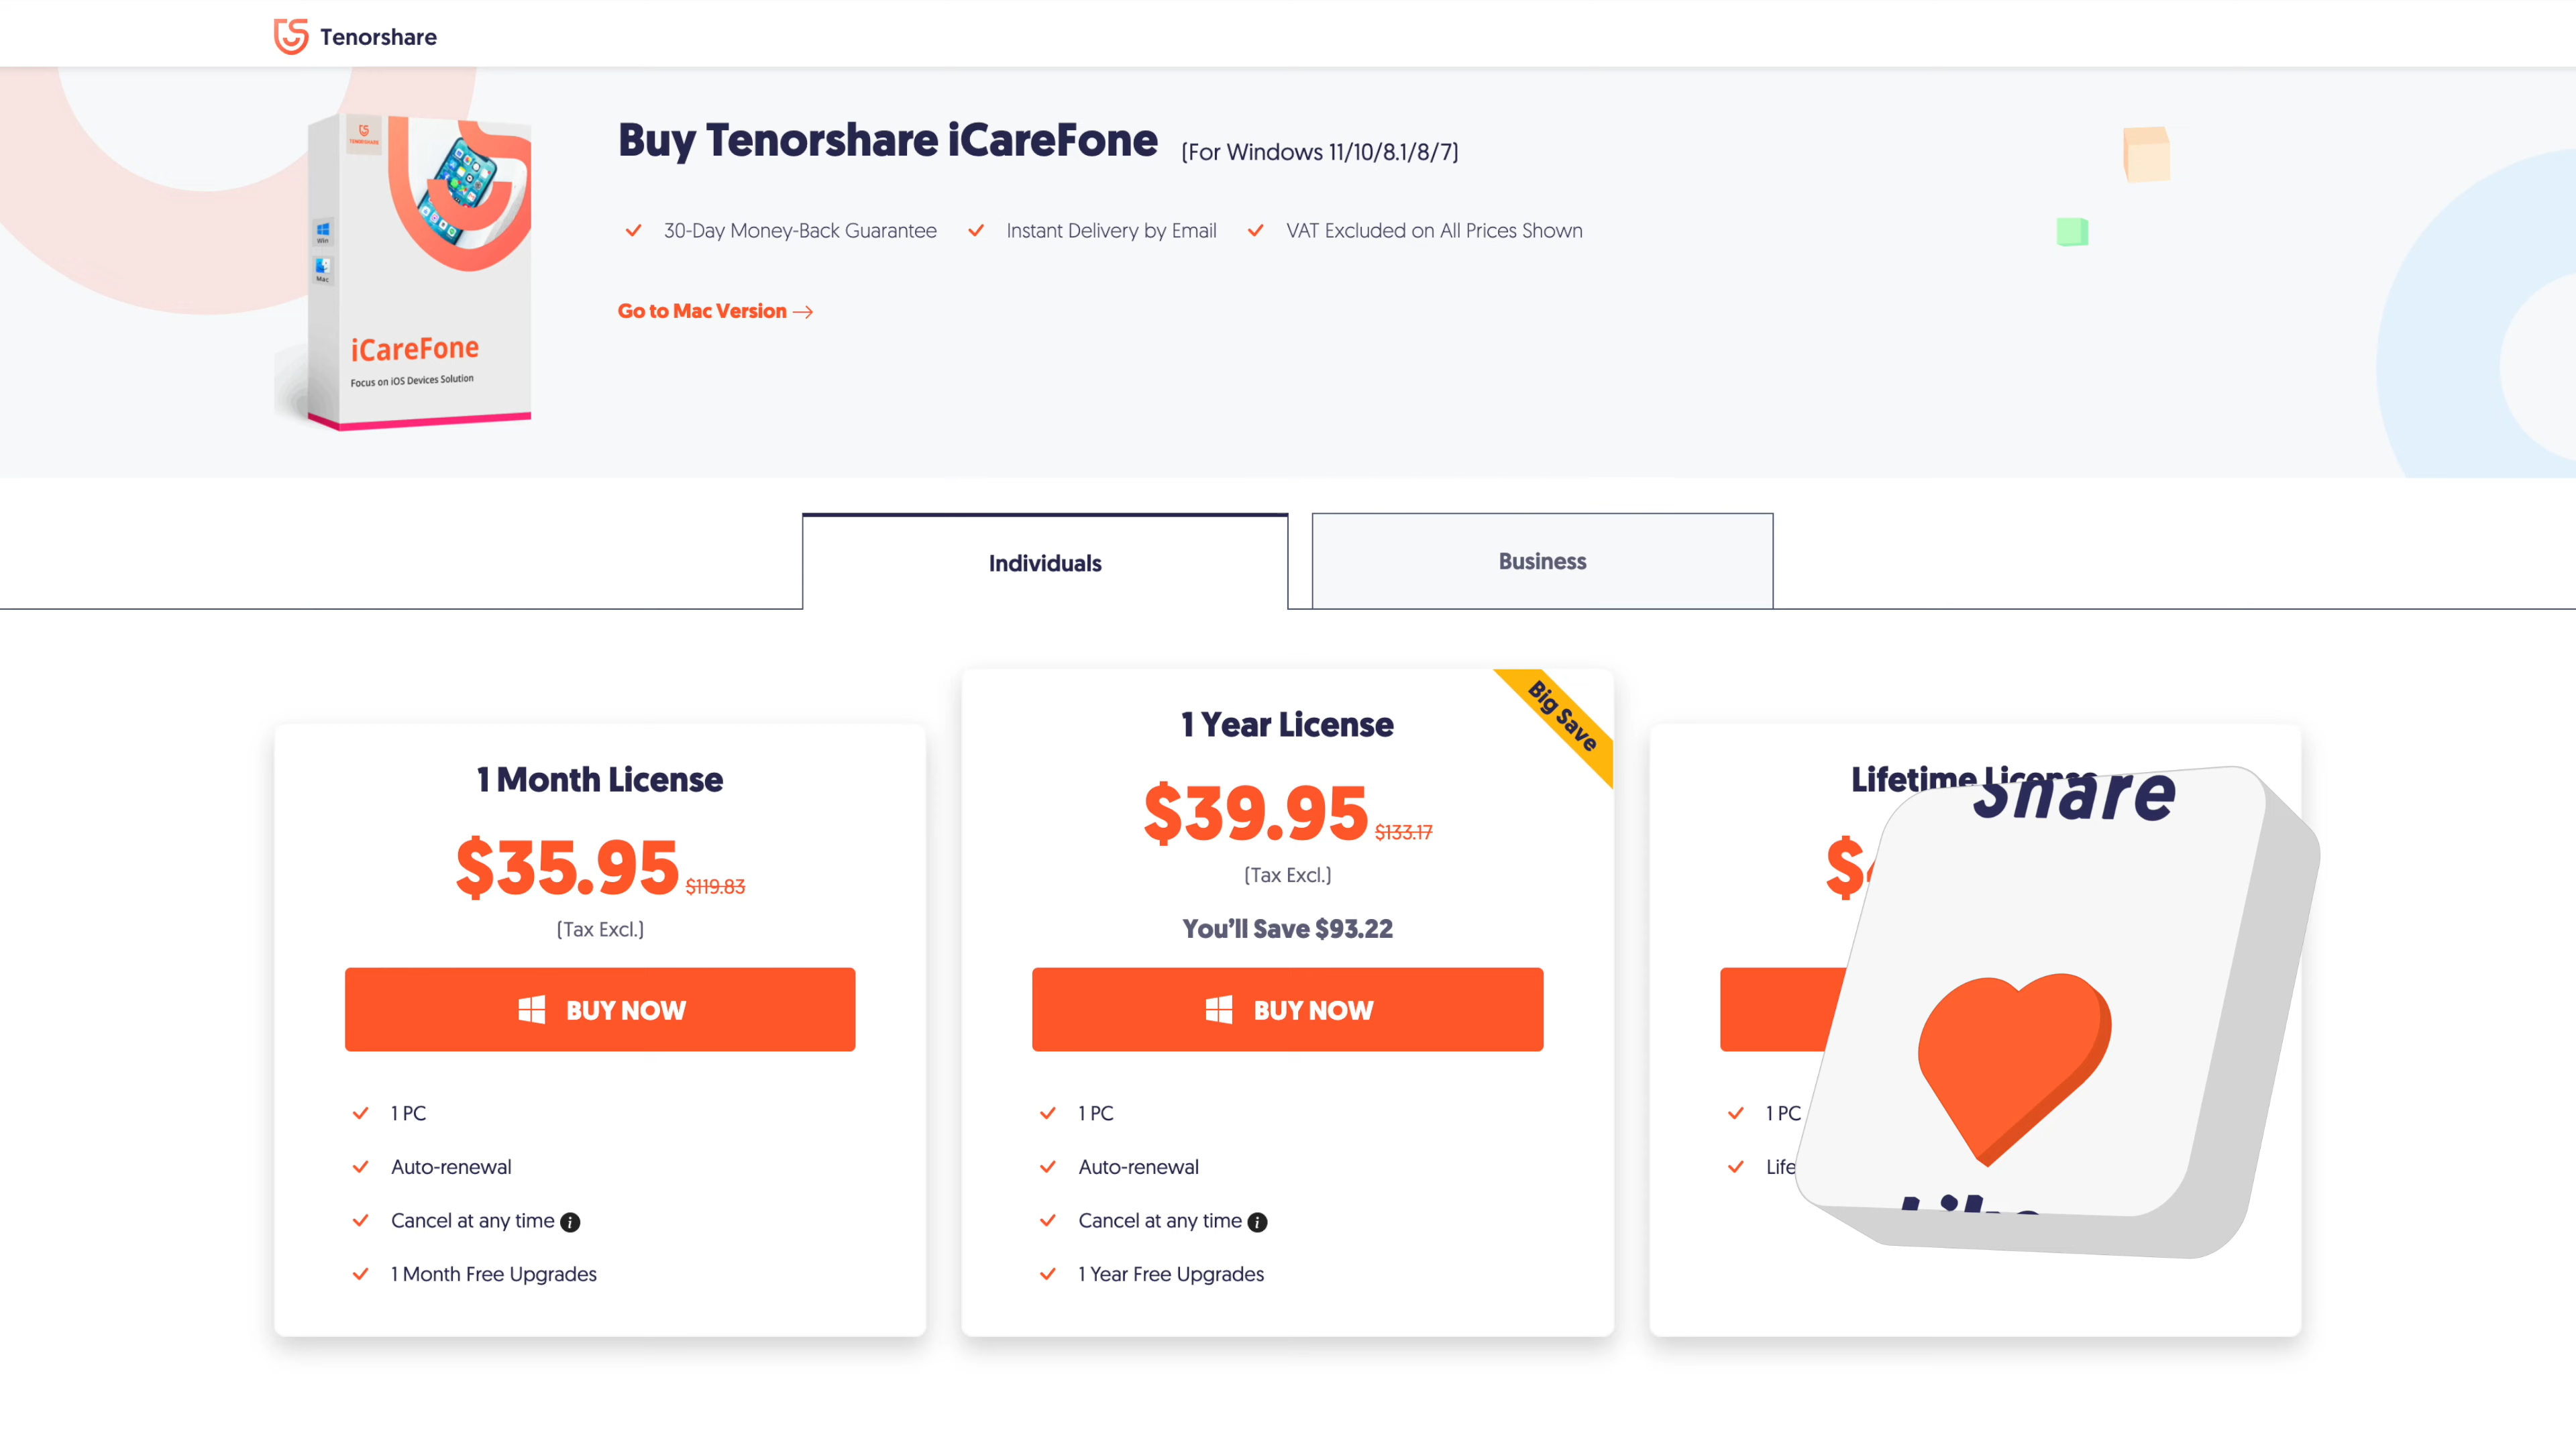 Tenorshare
TENORSHARE
Win
Mac
iCareFone
Focus on iOS Devices Solution
Buy Tenorshare iCareFone (For Windows 11/10/8.1/8/7)
30-Day Money-Back Guarantee Instant Delivery by Email VAT Excluded on All Prices Shown
Go to Mac Version
Individuals
Business
1 Month License
$35.95 $119.83
(Tax Excl.)
BUY NOW
1 PC
Auto-renewal
Cancel at any time
1 Month Free Upgrades
Big Save
1 Year License
$39.95 $133.17
(Tax Excl.)
You'll Save $93.22
BUY NOW
1 PC
Auto-renewal
Cancel at any time
1 Year Free Upgrades
Lifetime License
$
1 PC
Share